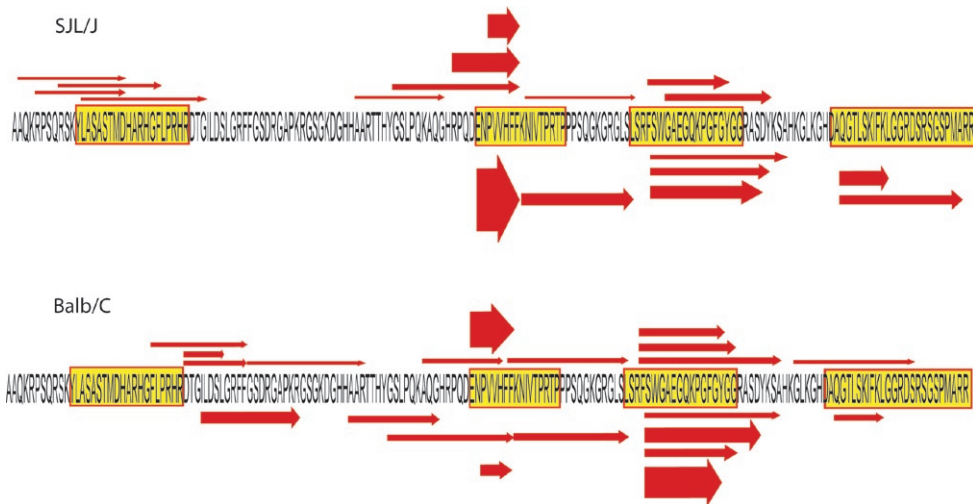 SJL/J
AAQKRPSQRSKYLASASTMDHARHGFLPRHRDTGILDSLGRFFGSDRGAPKRGSGKDGHHAARTTHYGSLPQKAQGHRPQDENPVVHFFKNIVTPRTPPPSQGKGRGLSLSRFSWGAEGQKPGFGYGGRASDYKSAHKGLKGHDAQGTLSKIFKLGGRDSRSGSPMARR
Balb/C
AAQKRPSQRSKYLASASTMDHARHGFLPRHRDTGILDSLGRFFGSDRGAPKRGSGKDGHHAARTTHYGSLPQKAQGHRPQDENPVVHFFKNIVTPRTPPPSQGKGRGLSLSRFSWGAEGQKPGFGYGGRASDYKSAHKGLKGHDAQGTLSKIFKLGGRDSRSGSPMARR